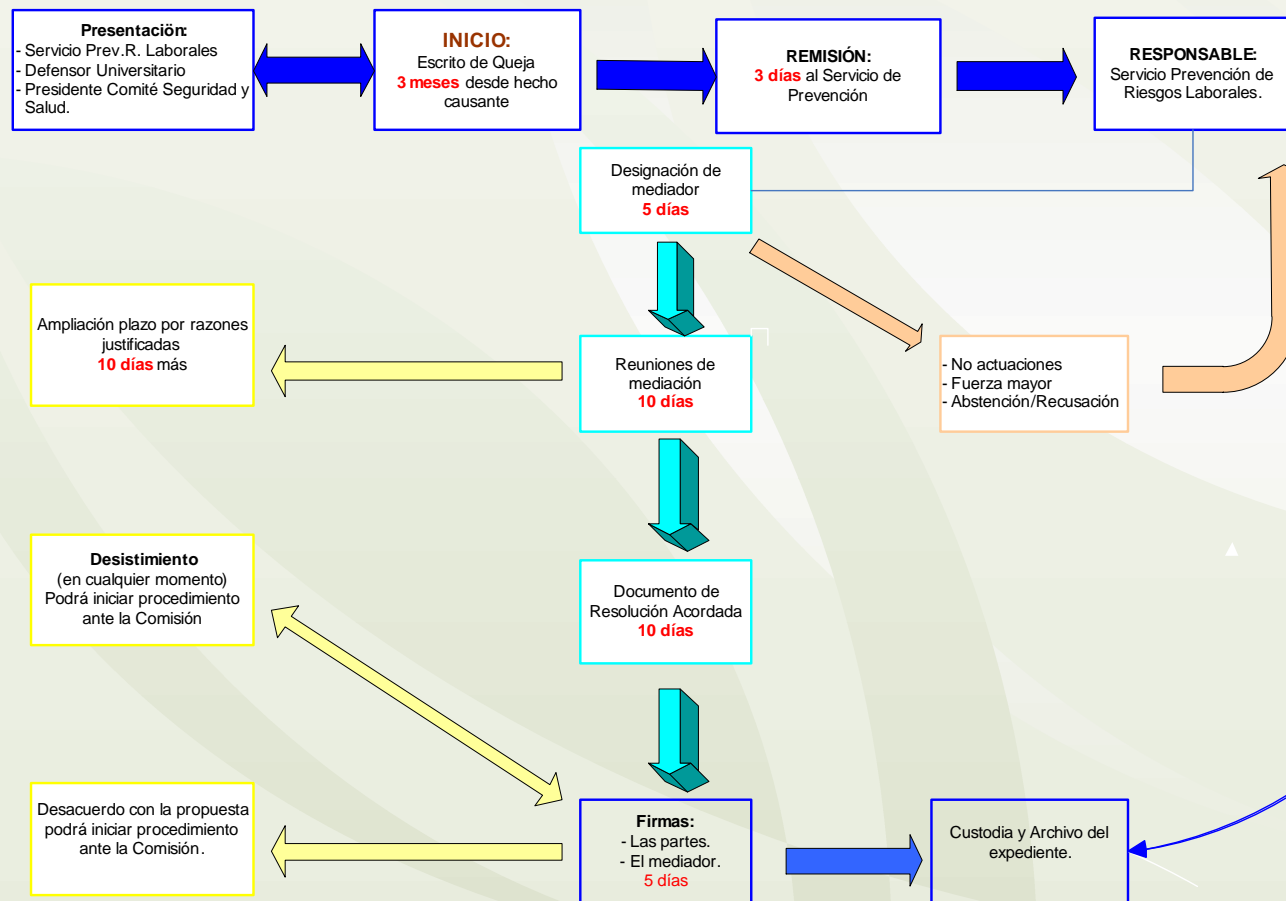 Presentación:
- Servicio Prev.R. Laborales
- Defensor Universitario
- Presidente Comité Seguridad y
Salud.
INICIO:
Escrito de Queja
3 meses desde hecho
causante
REMISIÓN:
3 días al Servicio de
Prevención
RESPONSABLE:
Servicio Prevención de
Riesgos Laborales.
Designación de
mediador
5 días
Ampliación plazo por razones
justificadas
10 días más
Reuniones de
mediación
10 días
- No actuaciones
- Fuerza mayor
- Abstención/Recusación
Desistimiento
(en cualquier momento)
Podrá iniciar procedimiento
ante la Comisión
Documento de
Resolución Acordada
10 días
Desacuerdo con la propuesta
podrá iniciar procedimiento
ante la Comisión.
Firmas:
- Las partes.
- El mediador.
5 días
Custodia y Archivo del
expediente.